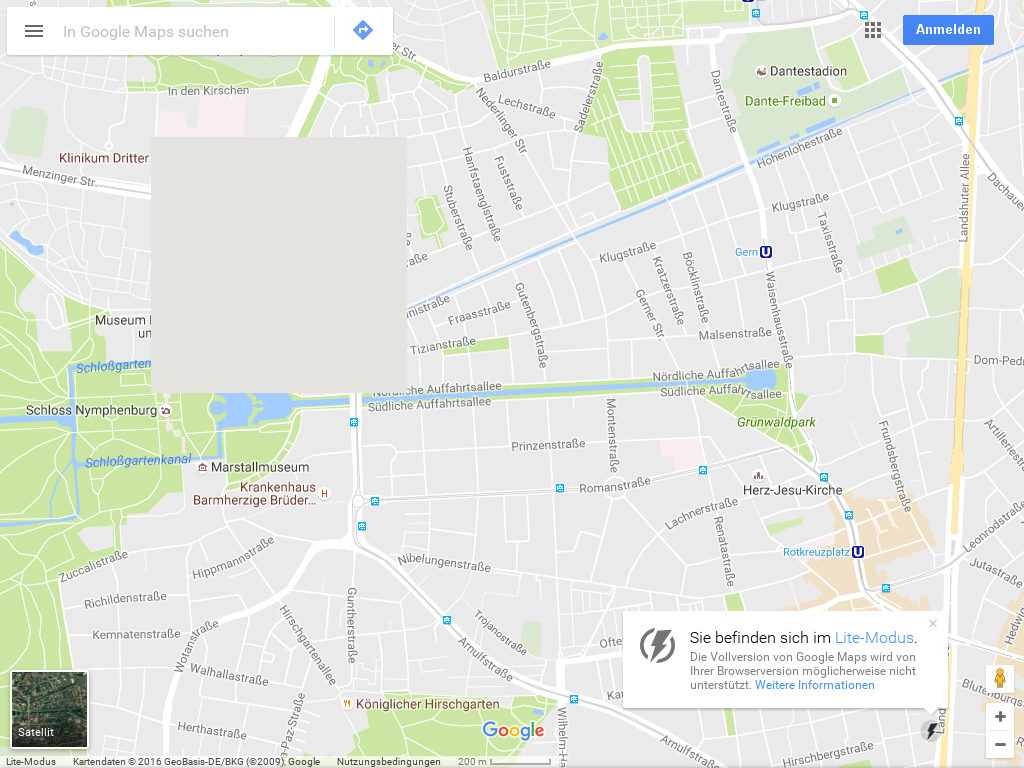 In Google Maps suchen
Anmelden
Baldurstraße
In den Kirschen
Dantestadion
Dante-Freibad
Dantestraße
Sadelerstraße
Nederlinger Str.
Lechstraße
Klinikum Dritter
Menzinger Str.
Hanfstaenglstraße
Fuststraße
Stuberstraße
Hohenlohestraße
Landshuter Allee
Dachauer
Klugstraße
Taxisstraße
Klugstraße
Gern
Kratzerstraße
Böcklinstraße
Gerner Str.
Waisenhausstraße
Gutenbergstraße
Fraasstraße
Malsenstraße
Tizianstraße
Museum
un
Schloßgarten
Dom-Ped
Nördliche Auffahrtsallee
Nördliche Auffahrtsallee
Südliche Auffahrtsallee
Südliche Auffahrtsallee
Schloss Nymphenburg
Grünwaldpark
Montenstraße
Prinzenstraße
Frundsbergstraße
Artilleriestraße
Schloßgartenkanal
Marstallmuseum
Krankenhaus
Barmherzige Brüder...
Romanstraße
Herz-Jesu-Kirche
Lachnerstraße
Renatastraße
Leonrodstraße
Rotkreuzplatz
Jutastraße
Zuccalistraße
Hippmannstraße
Nibelungenstraße
Richildenstraße
Guntherstraße
Hirschgartenallee
Kemnatenstraße
Wotanstraße
Trojanostraße
Arnulfstraße
Walhallastraße
Königlicher Hirschgarten
Herthastraße
Wilhelm-Ha
Arnulfstraße
Hirschbergstraße
Blutenburg
Land
Sie befinden sich im Lite-Modus.
Die Vollversion von Google Maps wird von
Ihrer Browserversion möglicherweise nicht
unterstützt. Weitere Informationen
Satellit
Google
Lite-Modus
Kartendaten © 2016 GeoBasis-DE/BKG (©2009), Google
Nutzungsbedingungen
200 m